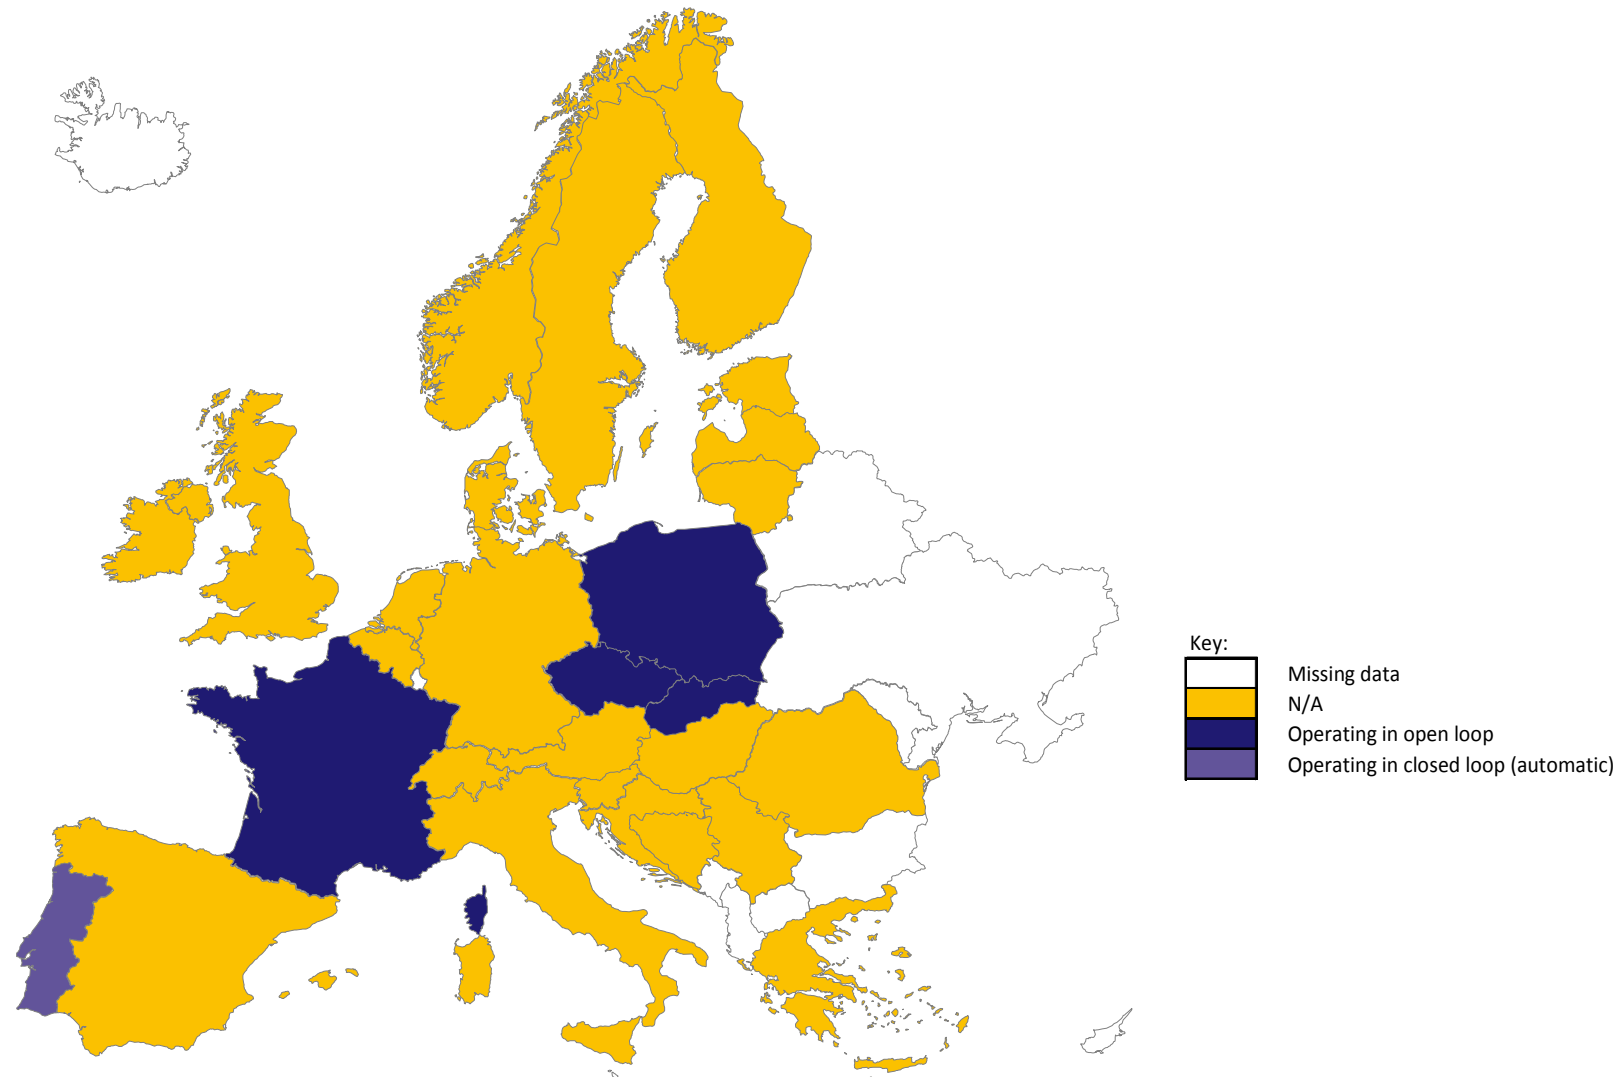 Key:
Missing data
N/A
Operating in open loop
Operating in closed loop (automatic)